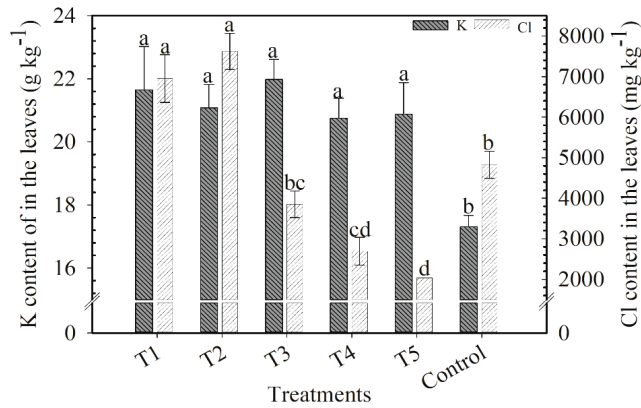 K content of in the leaves (g kg⁻¹)
24
22
20
18
16
0
K
Cl
a a a a a bc a cd a d b b
8000
7000
6000
5000
4000
3000
2000
0
Cl content in the leaves (mg kg⁻¹)
T1 T2 T3 T4 T5 Control
Treatments